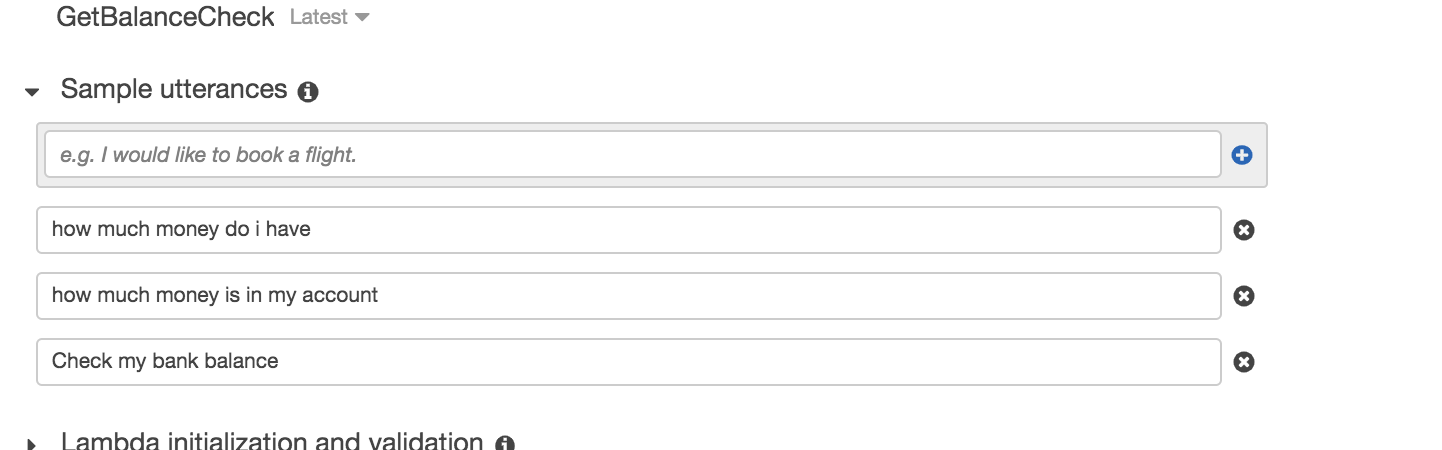 GetBalanceCheck Latest
Sample utterances
e.g. I would like to book a flight.
how much money do i have
how much money is in my account
Check my bank balance
Lambda initialization and validation